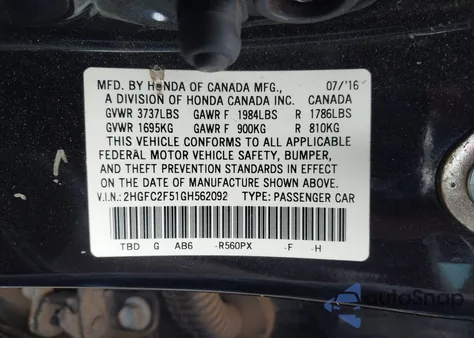 MFD. BY HONDA OF CANADA MFG., 07/'16
A DIVISION OF HONDA CANADA INC. CANADA
GVWR 3737LBS GAWR F 1984LBS R 1786LBS
GVWR 1695KG GAWR F 900KG R 810KG
THIS VEHICLE CONFORMS TO ALL APPLICABLE
FEDERAL MOTOR VEHICLE SAFETY, BUMPER,
AND THEFT PREVENTION STANDARDS IN EFFECT
ON THE DATE OF MANUFACTURE SHOWN ABOVE.
V.I.N.: 2HGFC2F51GH562092 TYPE: PASSENGER CAR
TBD G AB6 -R560PX -F -H
autoSnap